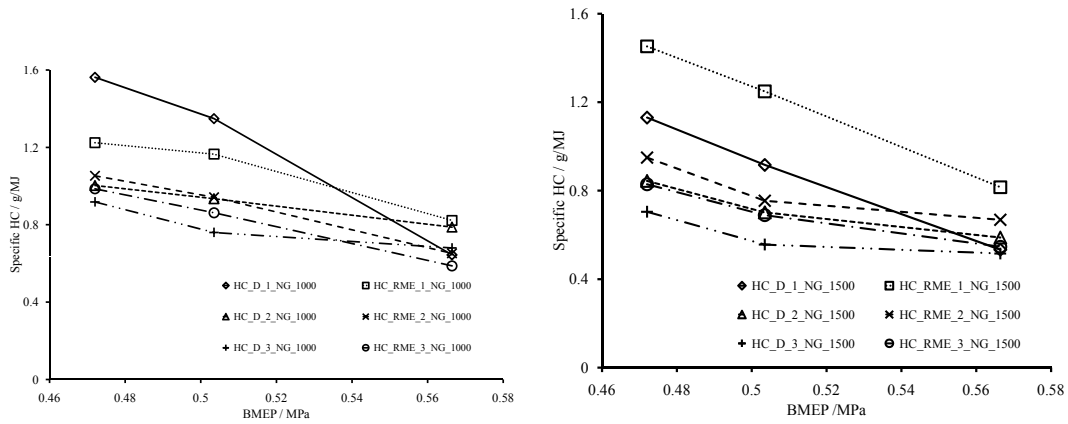 1.6
1.2
0.8
0.4
0
Specific HC / g/MJ
HC_D_1_NG_1000 HC_RME_1_NG_1000
HC_D_2_NG_1000 HC_RME_2_NG_1000
HC_D_3_NG_1000 HC_RME_3_NG_1000
0.46 0.48 0.5 0.52 0.54 0.56 0.58
BMEP / MPa
1.6
1.2
0.8
0.4
0
Specific HC / g/MJ
HC_D_1_NG_1500 HC_RME_1_NG_1500
HC_D_2_NG_1500 HC_RME_2_NG_1500
HC_D_3_NG_1500 HC_RME_3_NG_1500
0.46 0.48 0.5 0.52 0.54 0.56 0.58
BMEP /MPa